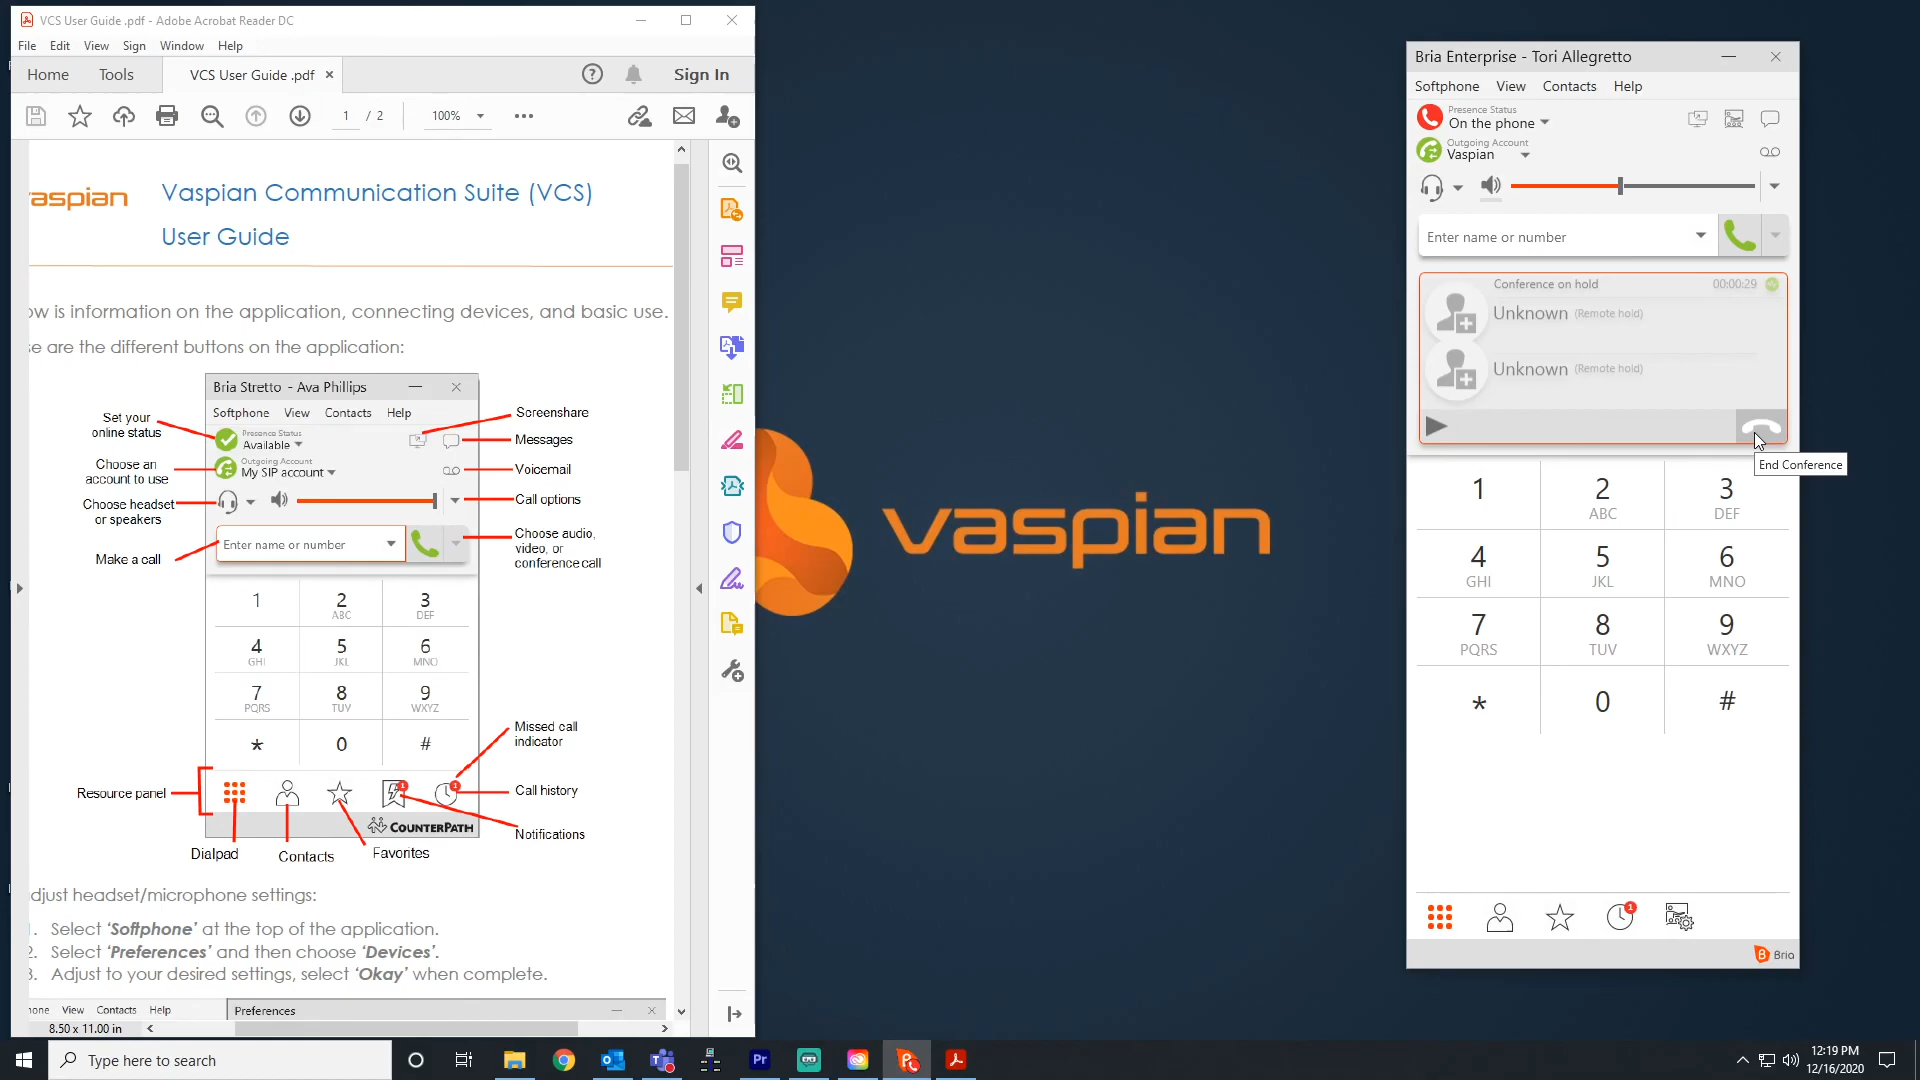 VCS User Guide .pdf - Adobe Acrobat Reader DC
File Edit View Sign Window Help
Home Tools VCS User Guide .pdf × Sign In
1 / 2 100%
vaspian
Vaspian Communication Suite (VCS)
User Guide
ow is information on the application, connecting devices, and basic use.
se are the different buttons on the application:
Bria Stretto - Ava Phillips
Softphone View Contacts Help
Presence Status
Available
Outgoing Account
My SIP account
Enter name or number
1
2 ABC
3 DEF
4 GHI
5 JKL
6 MNO
7 PQRS
8 TUV
9 WXYZ
*
0
#
1
1
COUNTERPATH
Set your
online status
Choose an
account to use
Choose headset
or speakers
Make a call
Resource panel
Screenshare
Messages
Voicemail
Call options
Choose audio,
video, or
conference call
Missed call
indicator
Call history
Notifications
Dialpad
Contacts
Favorites
djust headset/microphone settings:
1. Select ‘Softphone’ at the top of the application.
2. Select ‘Preferences’ and then choose ‘Devices’.
3. Adjust to your desired settings, select ‘Okay’ when complete.
hone View Contacts Help
Preferences
8.50 x 11.00 in
vaspian
Bria Enterprise - Tori Allegretto
Softphone View Contacts Help
Presence Status
On the phone
Outgoing Account
Vaspian
Enter name or number
Conference on hold 00:00:29
Unknown (Remote hold)
Unknown (Remote hold)
End Conference
1
2 ABC
3 DEF
4 GHI
5 JKL
6 MNO
7 PQRS
8 TUV
9 WXYZ
*
0
#
1
Bria
Type here to search
Pr
12:19 PM
12/16/2020